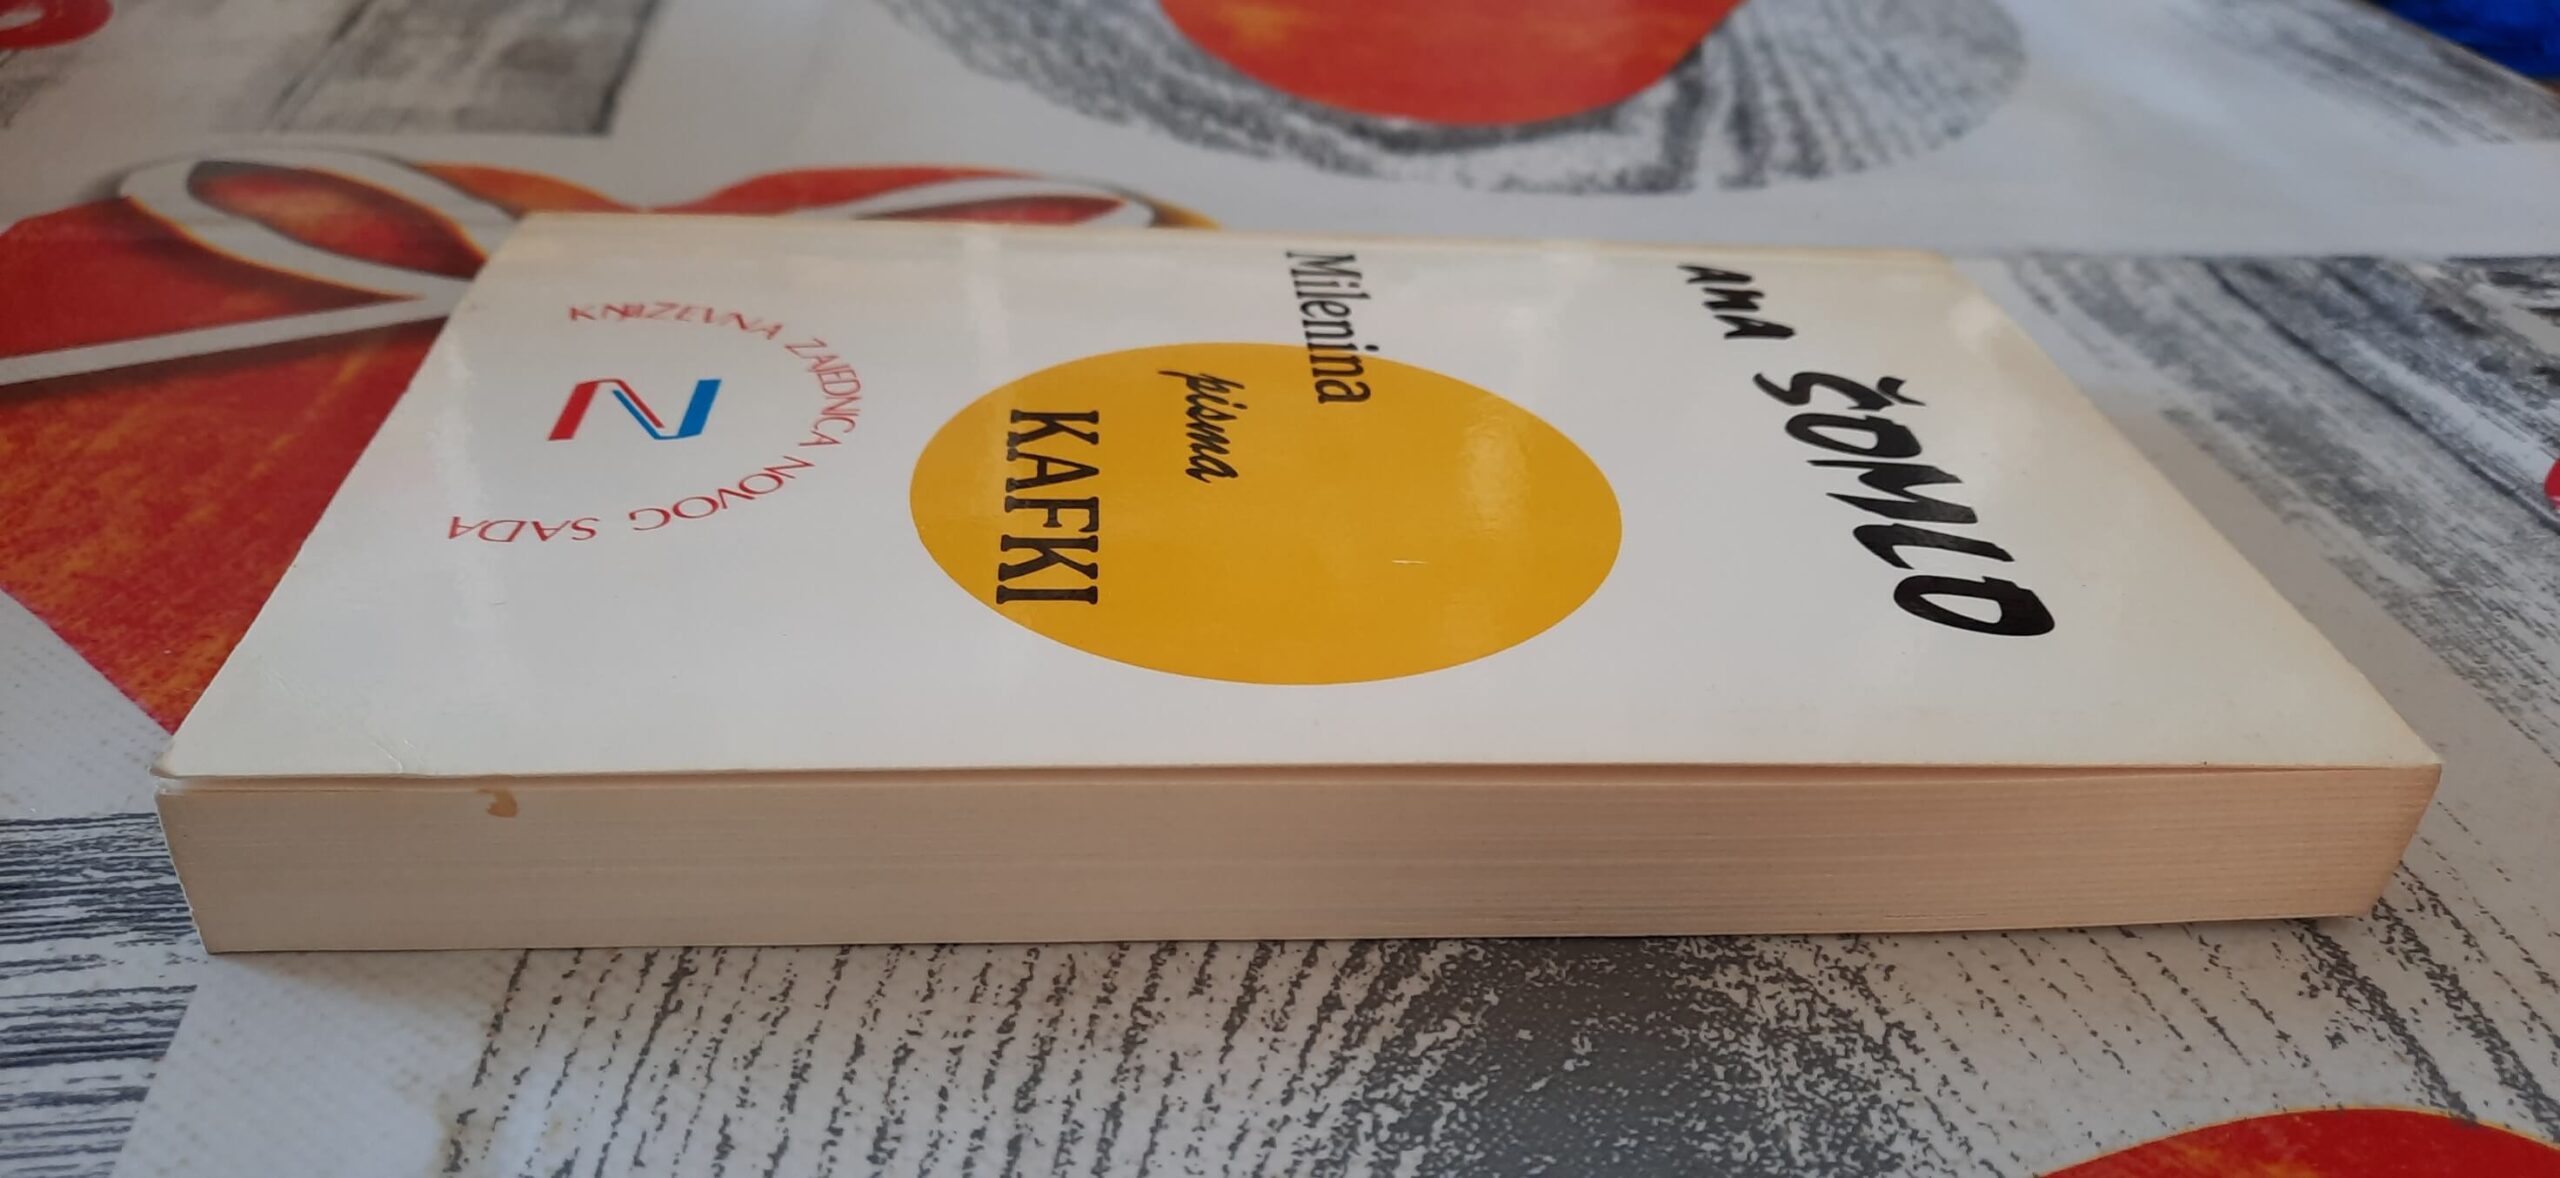 ANA ŠOMLO
Milenina
pisma
KAFKI
KNJIŽEVNA ZAJEDNICA NOVOG SADA